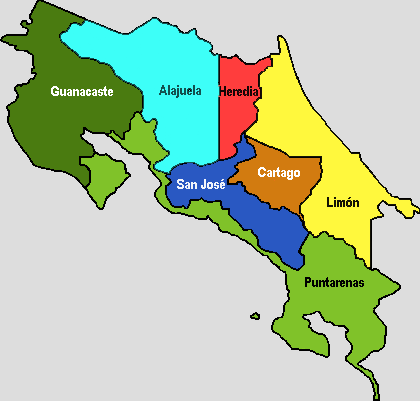 Guanacaste
Alajuela
Heredia
Cartago
San José
Limón
Puntarenas